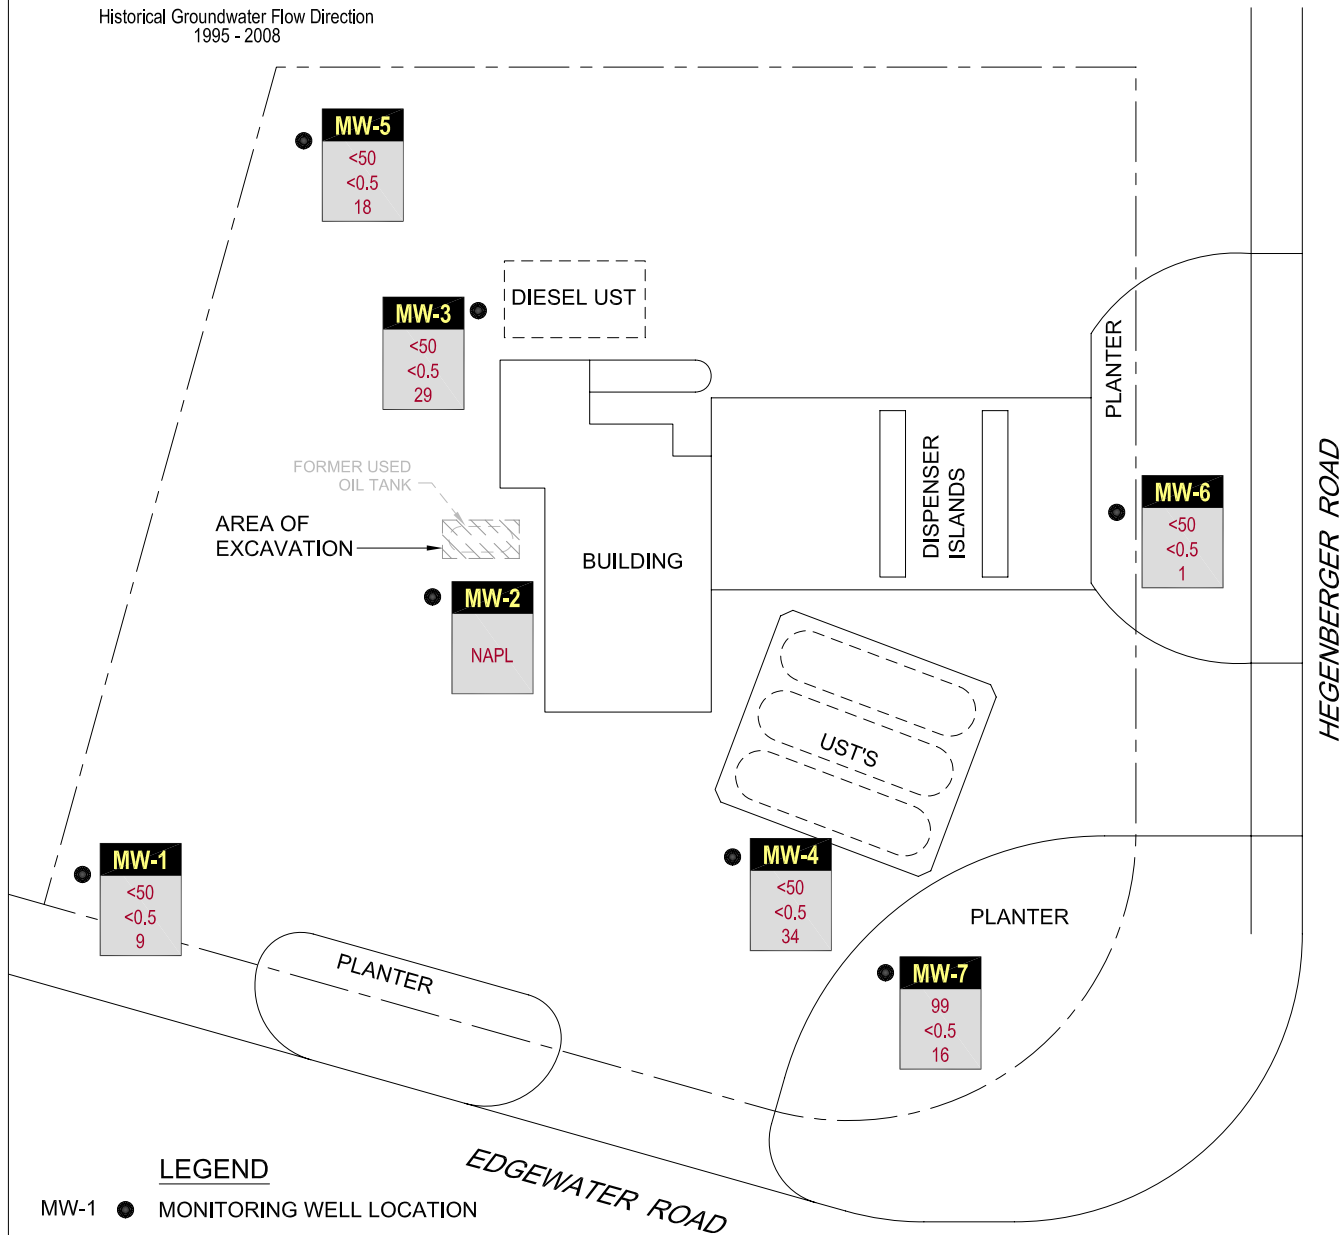 Historical Groundwater Flow Direction
1995 - 2008
MW-5
<50
<0.5
18
DIESEL UST
MW-3
<50
<0.5
29
PLANTER
FORMER USED
OIL TANK
AREA OF
EXCAVATION
DISPENSER
ISLANDS
MW-6
<50
<0.5
1
HEGENBERGER ROAD
BUILDING
MW-2
NAPL
UST'S
MW-1
<50
<0.5
9
MW-4
<50
<0.5
34
PLANTER
PLANTER
MW-7
99
<0.5
16
EDGEWATER ROAD
LEGEND
MW-1 MONITORING WELL LOCATION